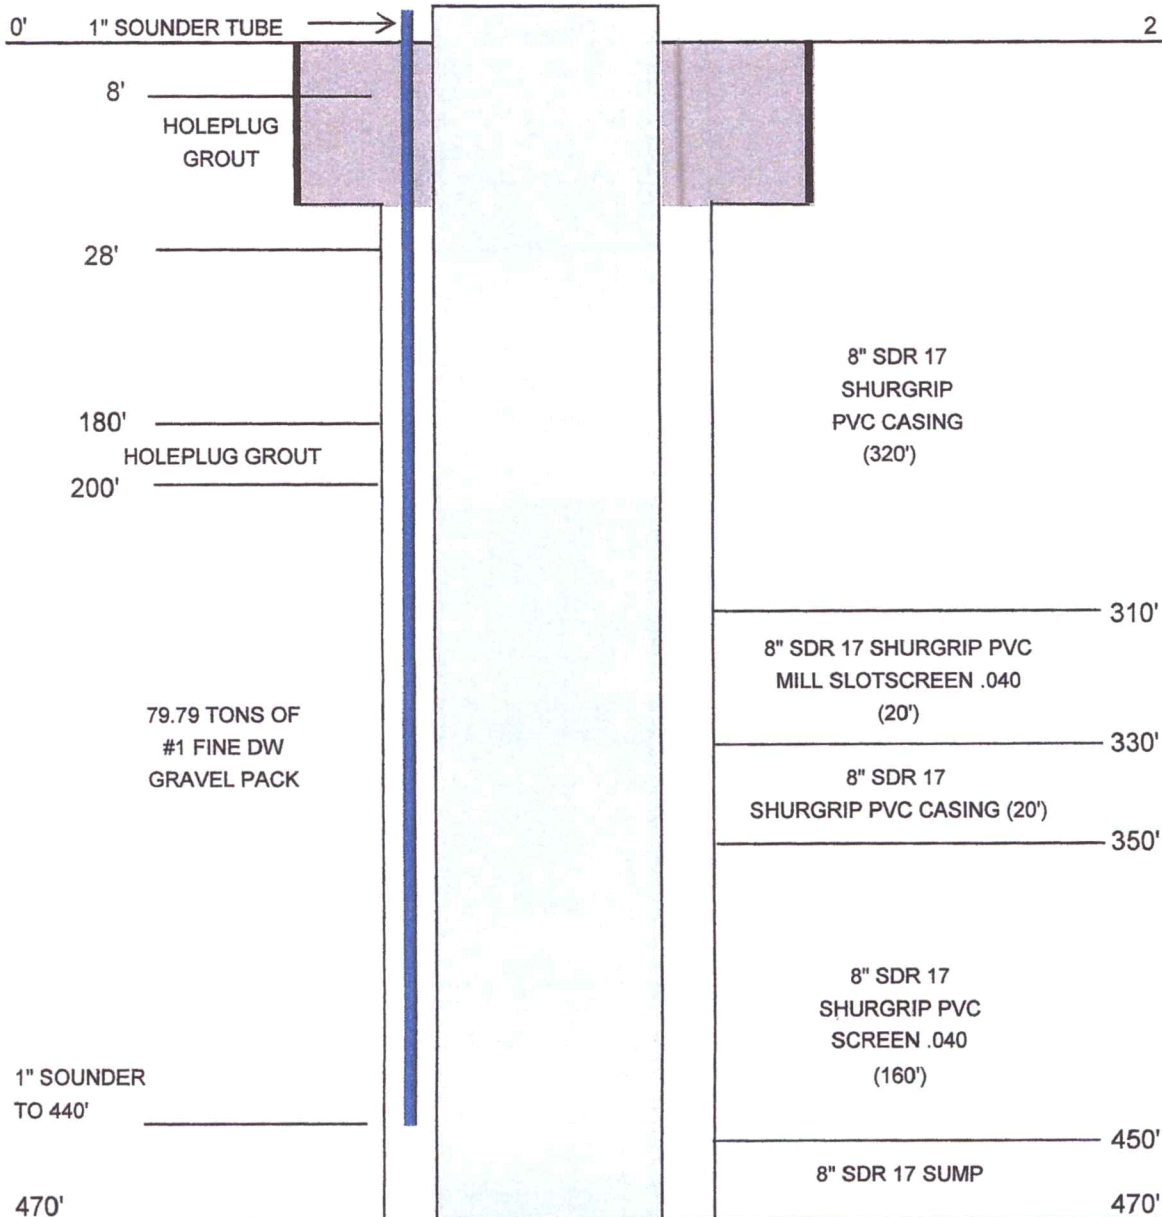 0' 1" SOUNDER TUBE 2
8'
HOLEPLUG
GROUT
28'
180'
HOLEPLUG GROUT
200'
79.79 TONS OF
#1 FINE DW
GRAVEL PACK
1" SOUNDER
TO 440'
470'
8" SDR 17
SHURGRIP
PVC CASING
(320')
310'
8" SDR 17 SHURGRIP PVC
MILL SLOTSCREEN .040
(20')
330'
8" SDR 17
SHURGRIP PVC CASING (20')
350'
8" SDR 17
SHURGRIP PVC
SCREEN .040
(160')
450'
8" SDR 17 SUMP
470'